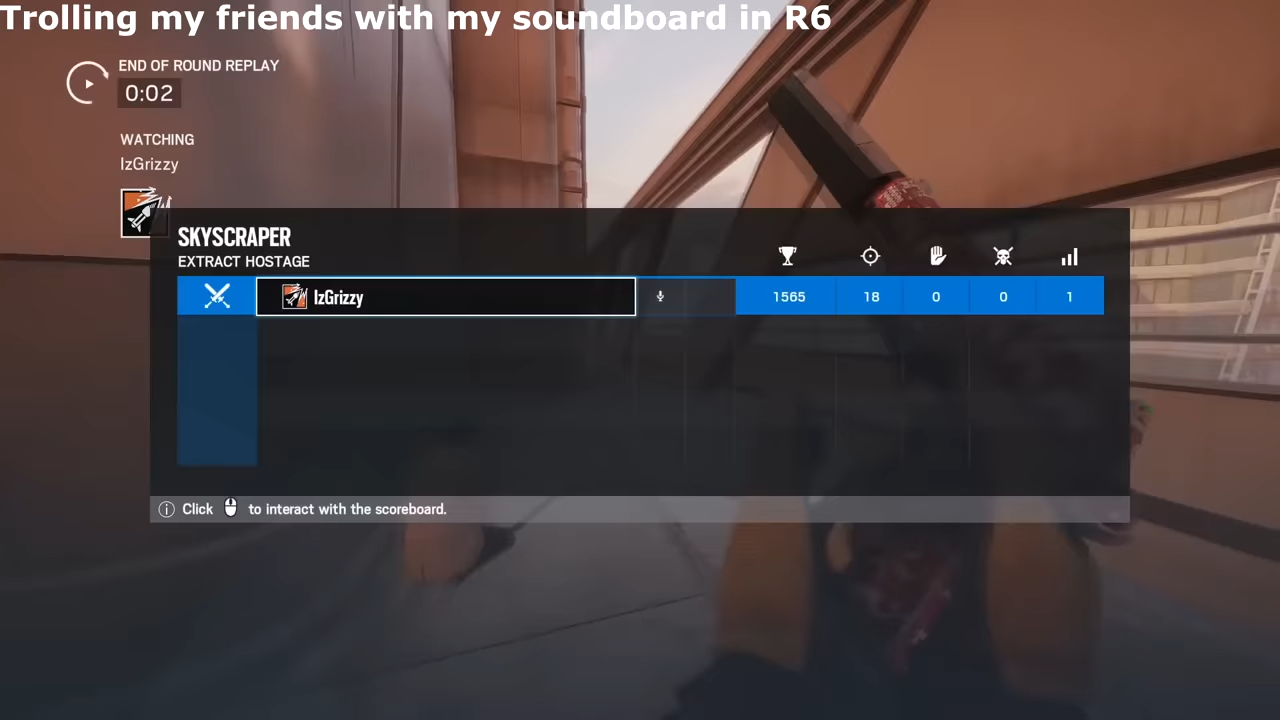 Trolling my friends with my soundboard in R6
END OF ROUND REPLAY
0:02
WATCHING
IzGrizzy
SKYSCRAPER
EXTRACT HOSTAGE
IzGrizzy 1565 18 0 0 1
Click to interact with the scoreboard.